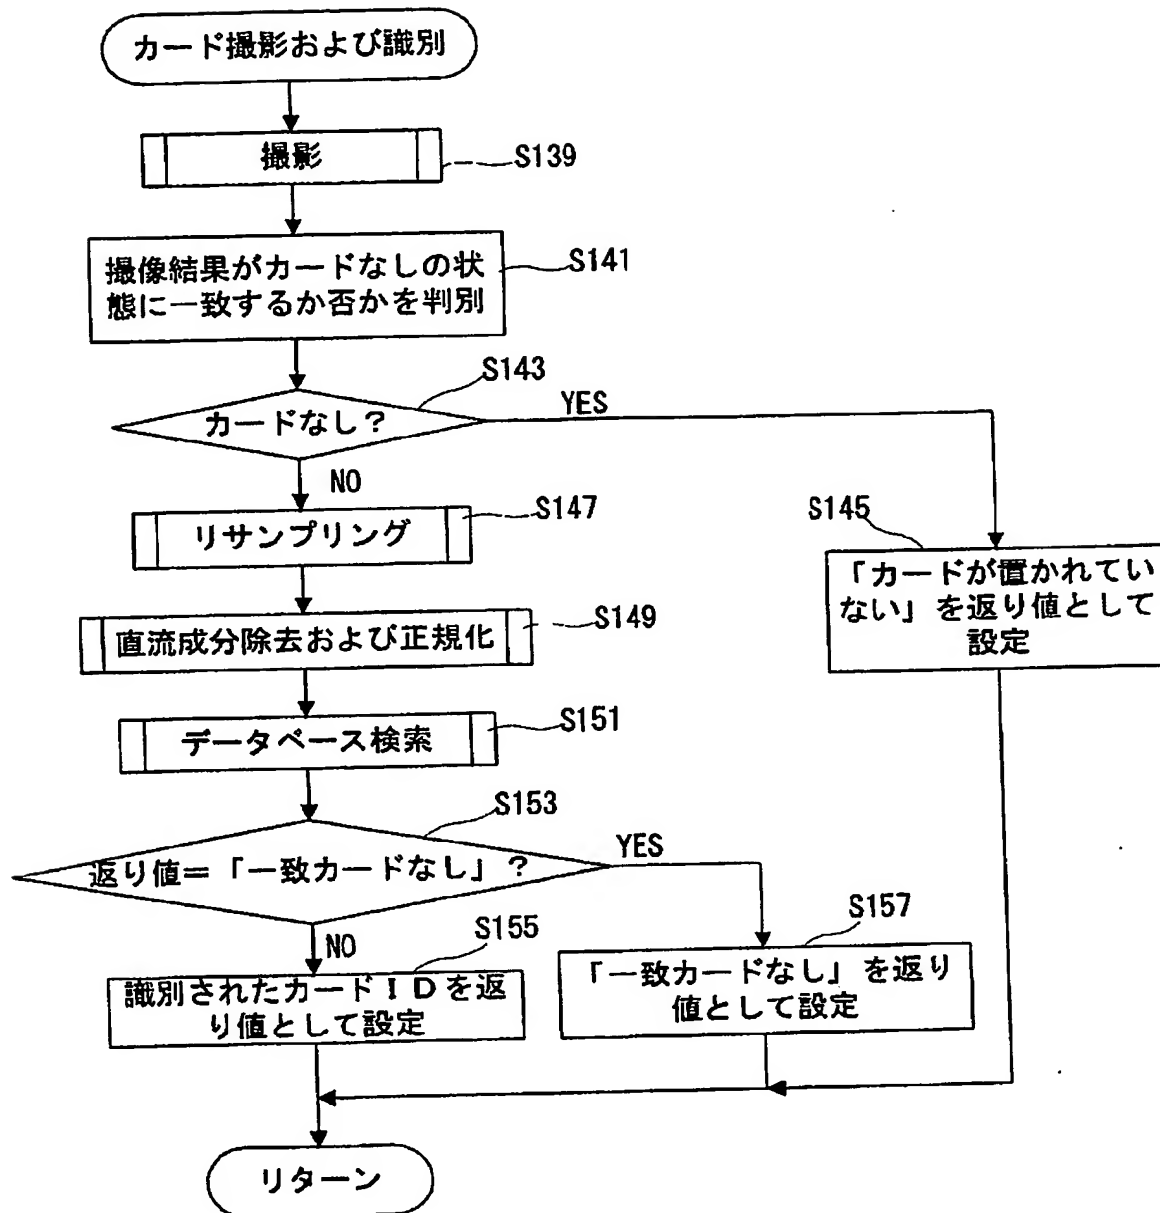 カード撮影および識別
撮影
S139
撮像結果がカードなしの状
態に一致するか否かを判別
S141
S143
カードなし？
YES
NO
リサンプリング
S147
S145
「カードが置かれてい
ない」を返り値として
設定
直流成分除去および正規化
S149
データベース検索
S151
S153
返り値＝「一致カードなし」？
YES
NO
S155
識別されたカードＩＤを返
り値として設定
S157
「一致カードなし」を返り
値として設定
リターン